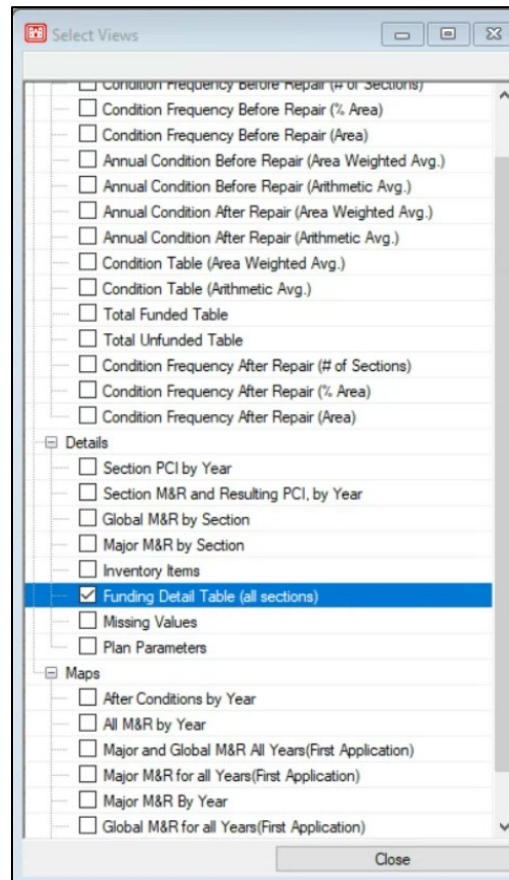 Select Views
Condition Frequency Before Repair (# of Sections)
Condition Frequency Before Repair (% Area)
Condition Frequency Before Repair (Area)
Annual Condition Before Repair (Area Weighted Avg.)
Annual Condition Before Repair (Arithmetic Avg.)
Annual Condition After Repair (Area Weighted Avg.)
Annual Condition After Repair (Arithmetic Avg.)
Condition Table (Area Weighted Avg.)
Condition Table (Arithmetic Avg.)
Total Funded Table
Total Unfunded Table
Condition Frequency After Repair (# of Sections)
Condition Frequency After Repair (% Area)
Condition Frequency After Repair (Area)
Details
Section PCI by Year
Section M&R and Resulting PCI, by Year
Global M&R by Section
Major M&R by Section
Inventory Items
Funding Detail Table (all sections)
Missing Values
Plan Parameters
Maps
After Conditions by Year
All M&R by Year
Major and Global M&R All Years(First Application)
Major M&R for all Years(First Application)
Major M&R By Year
Global M&R for all Years(First Application)
Close